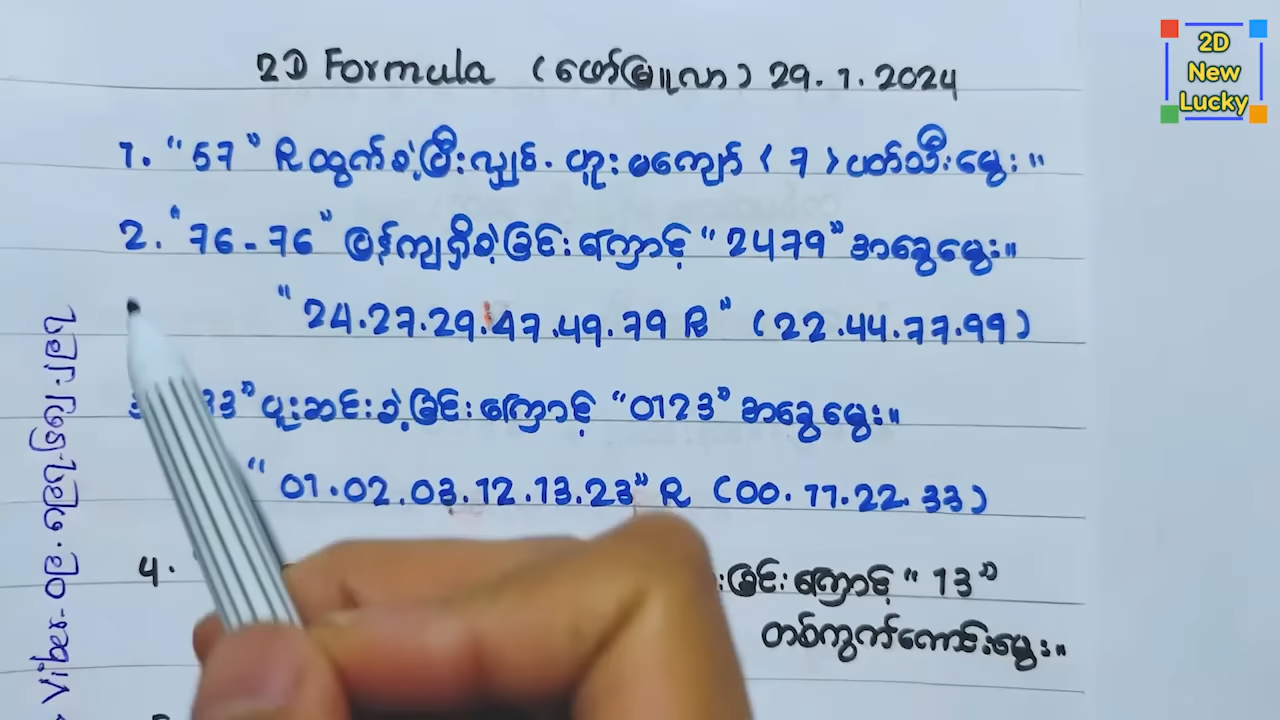 2D Formula (ဖော်မြူလာ) 29.1.2024
1. "57" R ထွက်ခဲ့ပြီးလျှင်. ဟူးမကျော် < 7 > ပတ်သီးမွေး။
2. "76-76" ပြန်ကျရှိခဲ့ခြင်းကြောင့် "2479" အခွေမွေး။
"24.27.29.47.49.79 R" (22.44.77.99)
33" ပူးဆင်းခဲ့ခြင်းကြောင့် "0123" အခွေမွေး။
"01.02.03.12.13.23" R (00.11.22.33)
4. ခြင်းကြောင့် "13"
တစ်ကွက်ကောင်းမွေး။
Viber
2D
New
Lucky